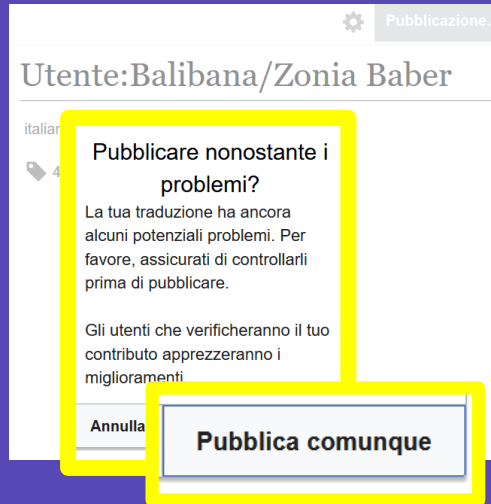 Pubblicazione.
Utente:Balibana/Zonia Baber
italian
4
Pubblicare nonostante i
problemi?
La tua traduzione ha ancora
alcuni potenziali problemi. Per
favore, assicurati di controllarli
prima di pubblicare.
Gli utenti che verificheranno il tuo
contributo apprezzeranno i
miglioramenti
Annulla
Pubblica comunque